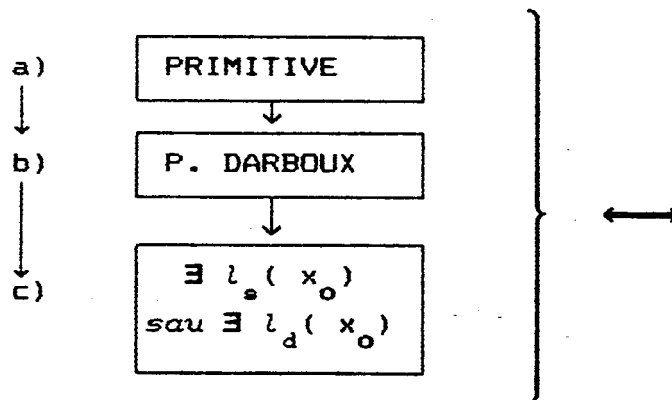 a) PRIMITIVE
b) P. DARBOUX
c) ∃ l_s( x_o)
sau ∃ l_d( x_o)